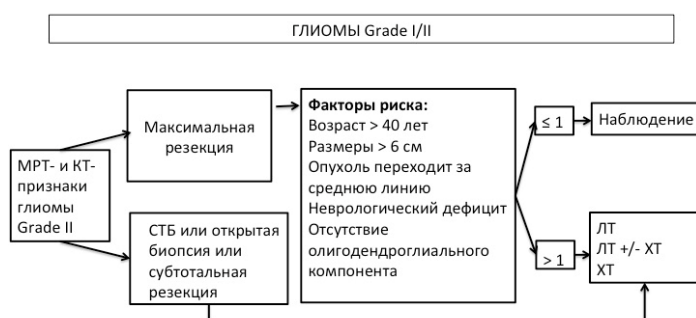 ГЛИОМЫ Grade I/II
МРТ- и КТ-
признаки
глиомы
Grade II
Максимальная
резекция
СТБ или открытая
биопсия или
субтотальная
резекция
Факторы риска:
Возраст > 40 лет
Размеры > 6 см
Опухоль переходит за
среднюю линию
Неврологический дефицит
Отсутствие
олигодендроглиального
компонента
≤ 1
Наблюдение
> 1
ЛТ
ЛТ +/- ХТ
ХТ